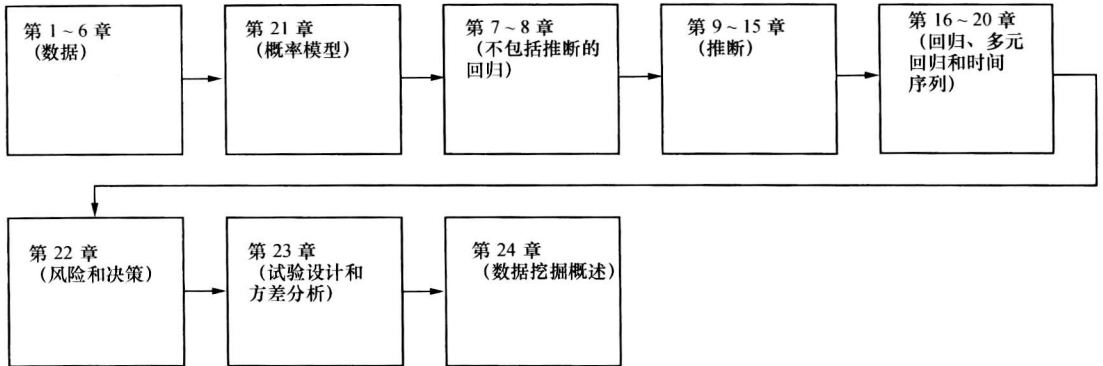 第 1~6 章
(数据)
第 21 章
(概率模型)
第 7~8 章
(不包括推断的
回归)
第 9~15 章
(推断)
第 16~20 章
(回归、多元
回归和时间
序列)
第 22 章
(风险和决策)
第 23 章
(试验设计和
方差分析)
第 24 章
(数据挖掘概述)